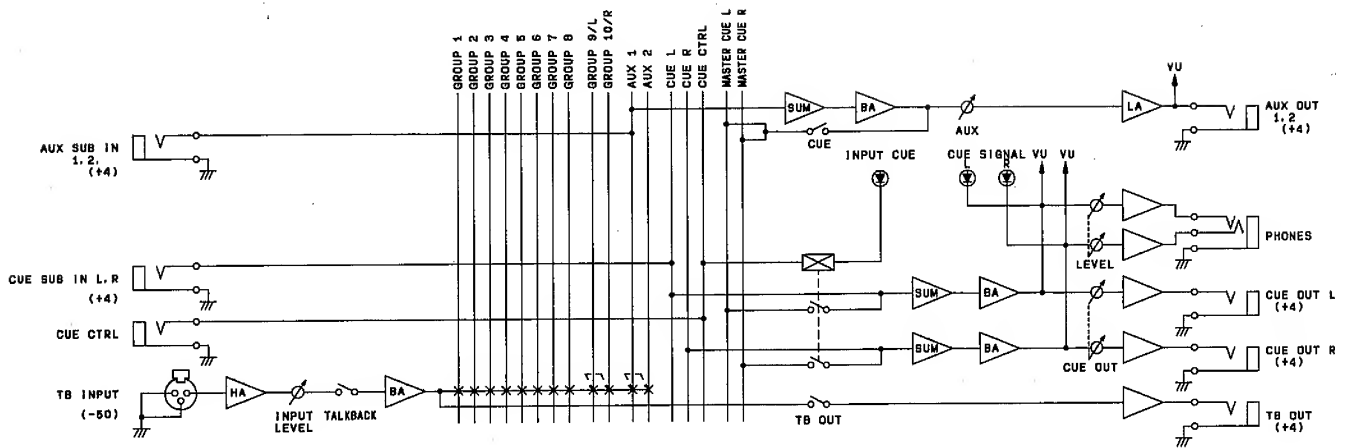 GROUP 1
GROUP 2
GROUP 3
GROUP 4
GROUP 5
GROUP 6
GROUP 7
GROUP 8
GROUP 9/L
GROUP 10/R
AUX 1
AUX 2
CUE L
CUE R
CUE CTRL
MASTER CUE L
MASTER CUE R
VU
SUM
BA
LA
AUX
AUX OUT
1,2
(+4)
CUE
AUX SUB IN
1, 2,
(+4)
INPUT CUE
CUE SIGNAL
L
R
VU
VU
PHONES
LEVEL
CUE SUB IN L,R
(+4)
SUM
BA
CUE OUT L
(+4)
CUE CTRL
SUM
BA
CUE OUT
CUE OUT R
(+4)
TB INPUT
(-50)
HA
INPUT
LEVEL
TALKBACK
BA
TB OUT
TB OUT
(+4)